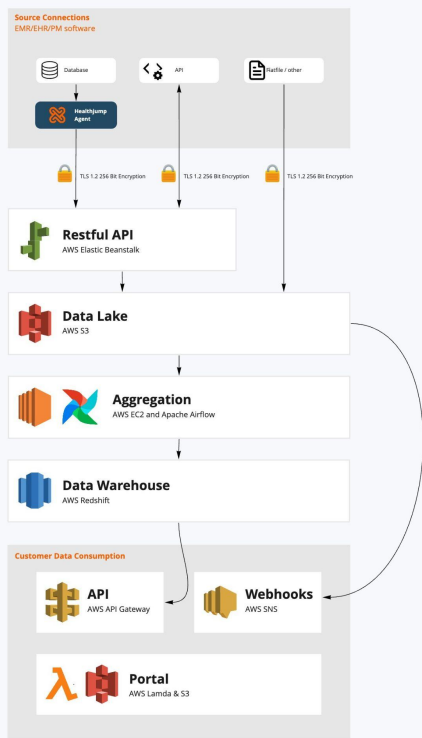 Source Connections
EMR/EHR/PM software
Database
API
Flatfile / other
Healthjump
Agent
TLS 1.2 256 Bit Encryption
TLS 1.2 256 Bit Encryption
TLS 1.2 256 Bit Encryption
Restful API
AWS Elastic Beanstalk
Data Lake
AWS S3
Aggregation
AWS EC2 and Apache Airflow
Data Warehouse
AWS Redshift
Customer Data Consumption
API
AWS API Gateway
Webhooks
AWS SNS
Portal
AWS Lamda & S3